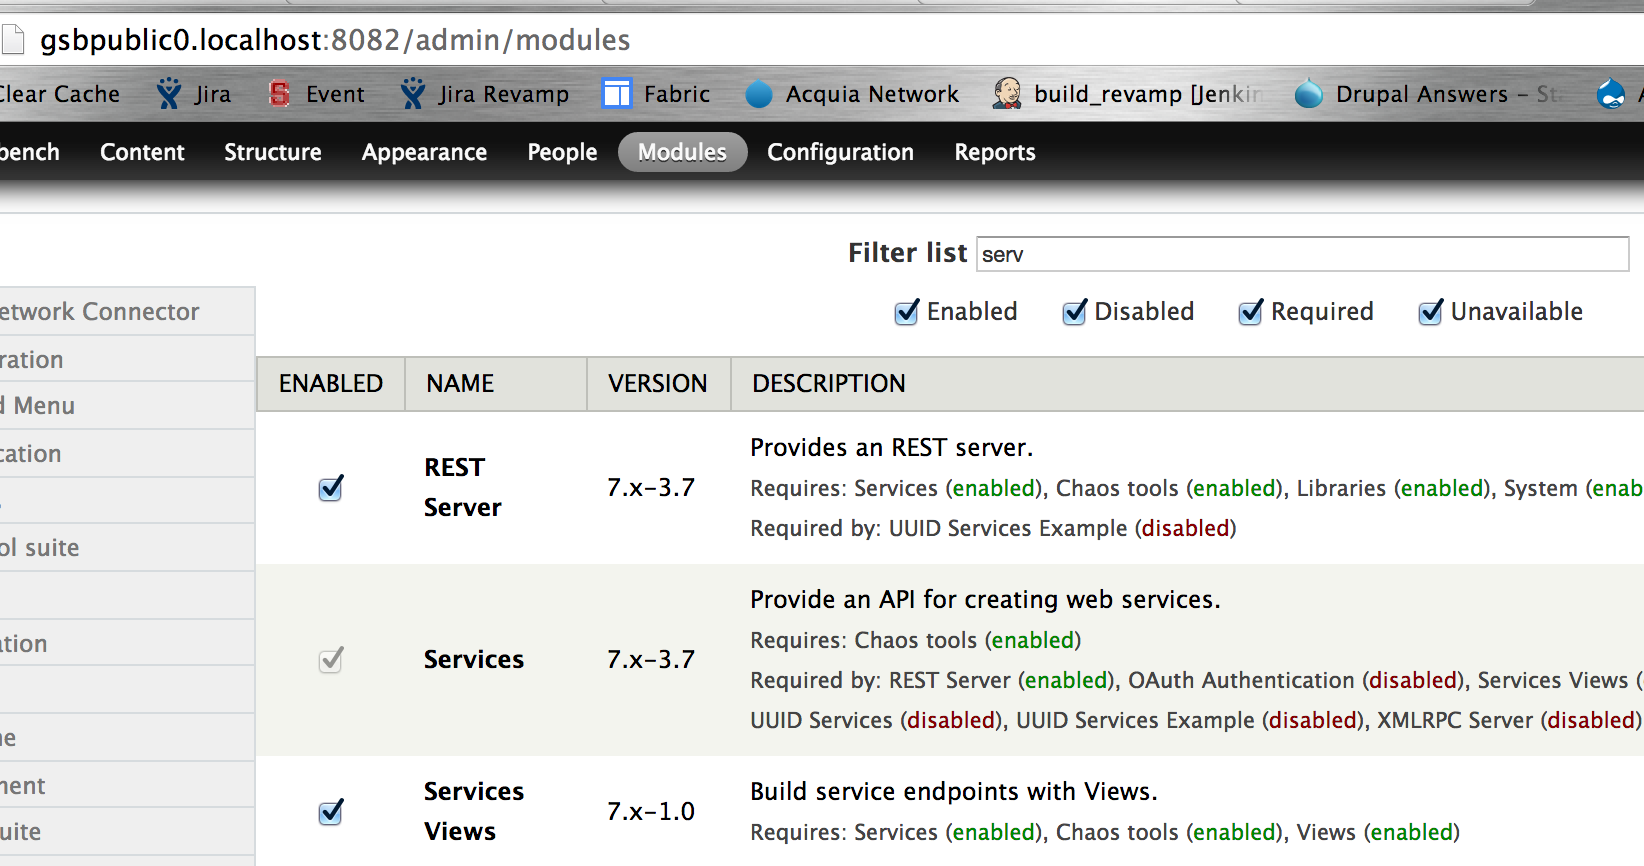 gsbpublic0.localhost:8082/admin/modules
Clear Cache Jira Event Jira Revamp Fabric Acquia Network build_revamp [Jenkin Drupal Answers – St
bench Content Structure Appearance People Modules Configuration Reports
Filter list serv
Enabled Disabled Required Unavailable
etwork Connector
ration
d Menu
cation
ol suite
ation
ne
ment
uite
ENABLED NAME VERSION DESCRIPTION
REST Server 7.x-3.7 Provides an REST server.
Requires: Services (enabled), Chaos tools (enabled), Libraries (enabled), System (enab
Required by: UUID Services Example (disabled)
Services 7.x-3.7 Provide an API for creating web services.
Requires: Chaos tools (enabled)
Required by: REST Server (enabled), OAuth Authentication (disabled), Services Views (
UUID Services (disabled), UUID Services Example (disabled), XMLRPC Server (disabled)
Services Views 7.x-1.0 Build service endpoints with Views.
Requires: Services (enabled), Chaos tools (enabled), Views (enabled)